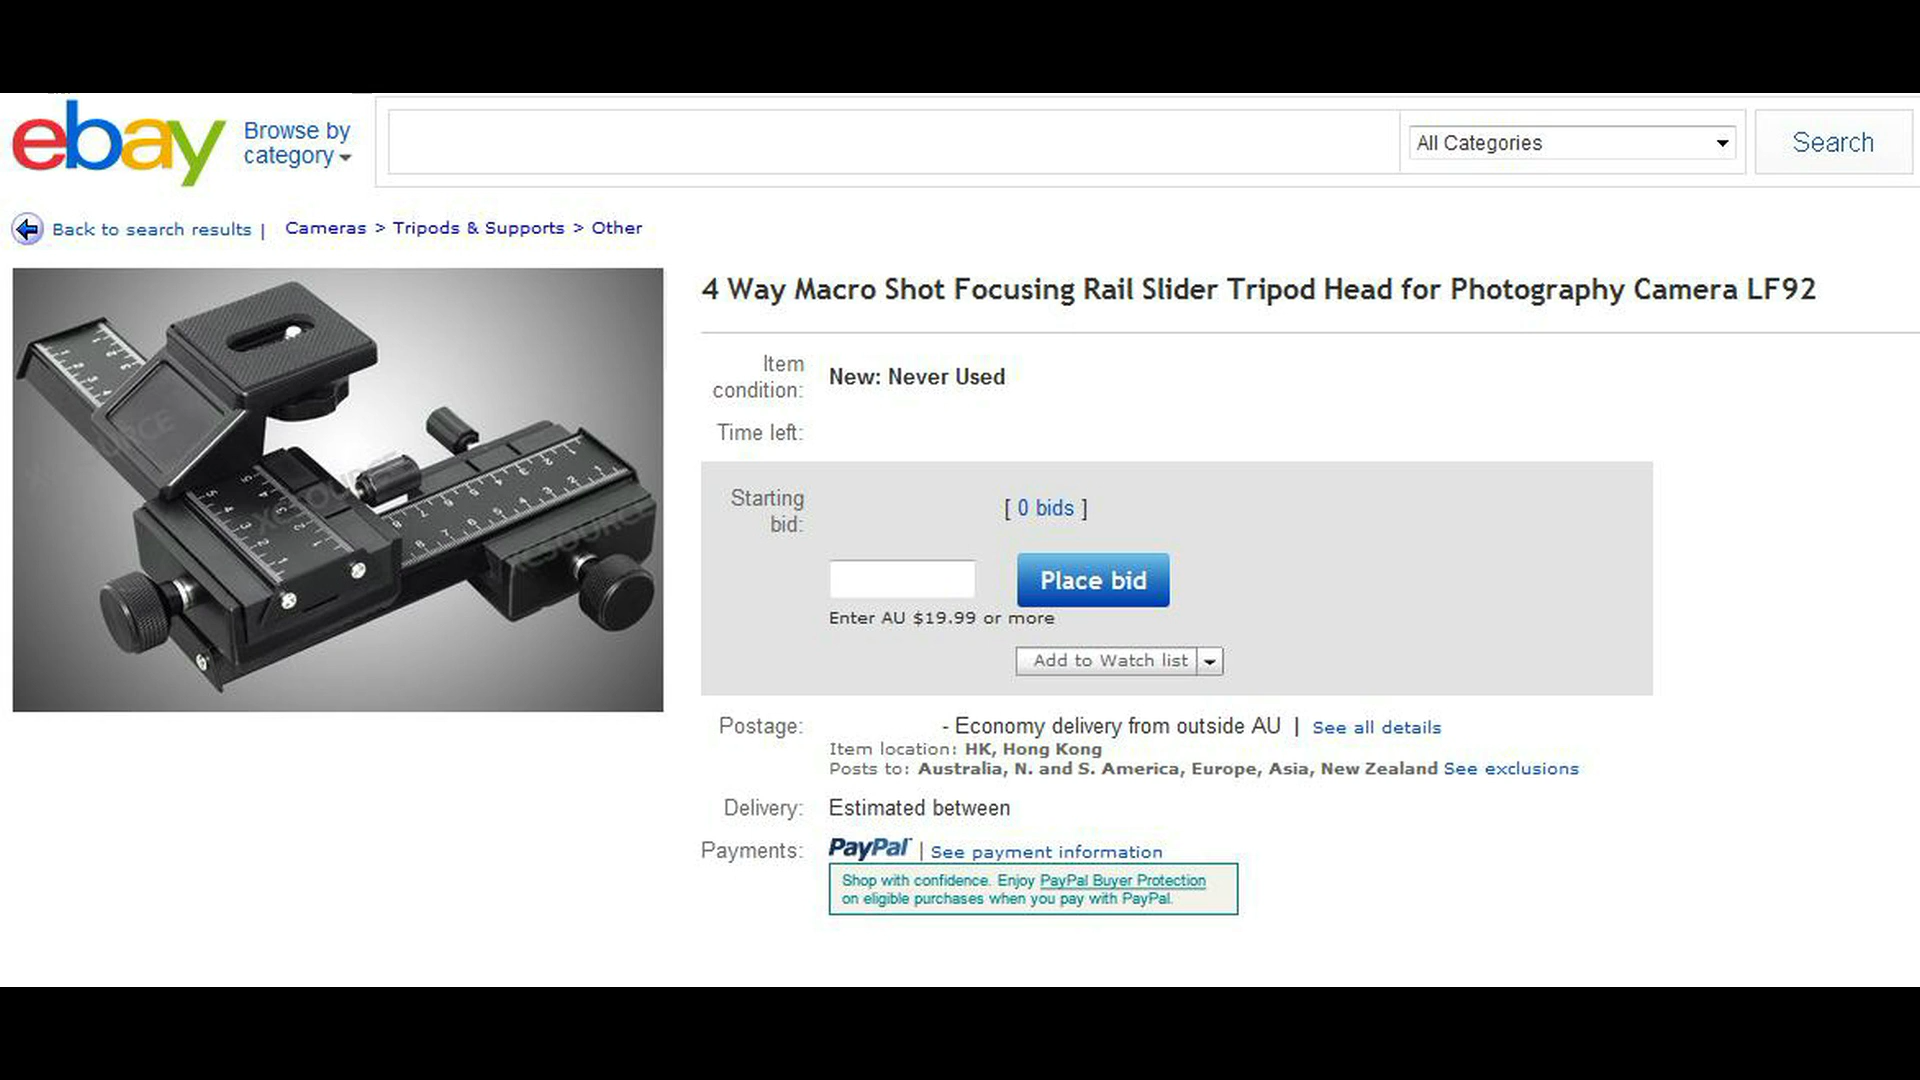 ebay
Browse by
category
All Categories
Search
Back to search results |
Cameras > Tripods & Supports > Other
4 Way Macro Shot Focusing Rail Slider Tripod Head for Photography Camera LF92
Item
condition:
New: Never Used
Time left:
Starting
bid:
[ 0 bids ]
Place bid
Enter AU $19.99 or more
Add to Watch list
Postage:
- Economy delivery from outside AU | See all details
Item location: HK, Hong Kong
Posts to: Australia, N. and S. America, Europe, Asia, New Zealand See exclusions
Delivery:
Estimated between
Payments:
PayPal | See payment information
Shop with confidence. Enjoy PayPal Buyer Protection
on eligible purchases when you pay with PayPal.
XCSOURCE